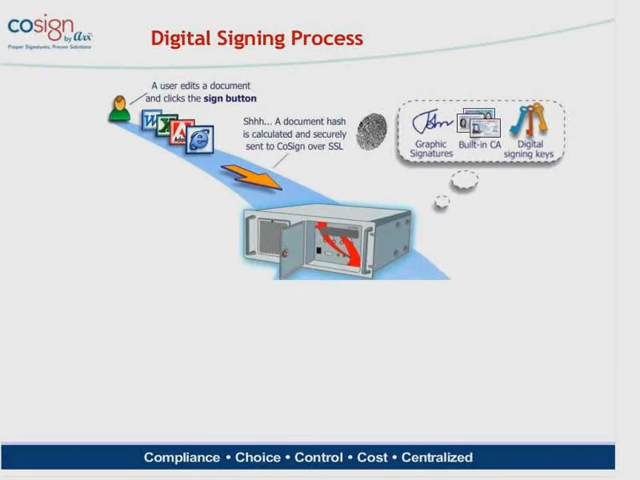 cosign
by arx
Proper Signatures, Proven Solutions
Digital Signing Process
A user edits a document
and clicks the sign button
Shhh... A document hash
is calculated and securely
sent to CoSign over SSL
Graphic
Signatures
Built-in CA
Digital
signing keys
Compliance • Choice • Control • Cost • Centralized